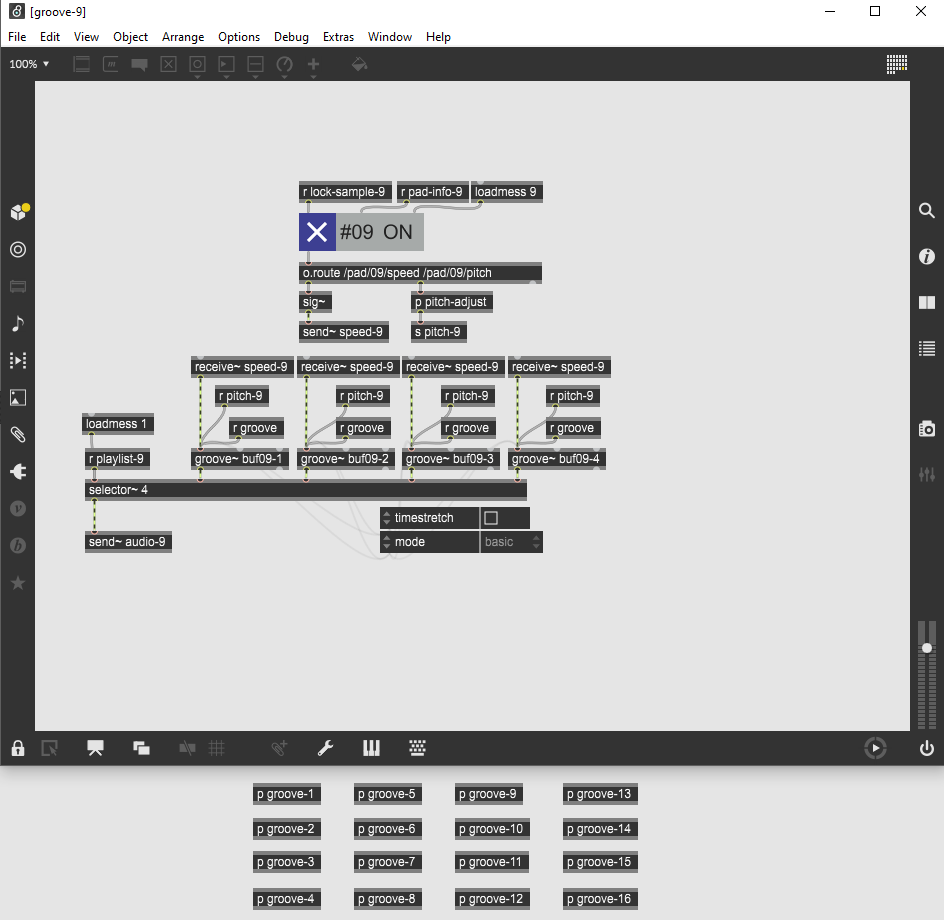 [groove-9]
File Edit View Object Arrange Options Debug Extras Window Help
100%
r lock-sample-9 r pad-info-9 loadmess 9
#09 ON
o.route /pad/09/speed /pad/09/pitch
sig~ p pitch-adjust
send~ speed-9 s pitch-9
receive~ speed-9 receive~ speed-9 receive~ speed-9 receive~ speed-9
r pitch-9 r pitch-9 r pitch-9 r pitch-9
loadmess 1 r groove r groove r groove r groove
r playlist-9 groove~ buf09-1 groove~ buf09-2 groove~ buf09-3 groove~ buf09-4
selector~ 4
timestretch
send~ audio-9 mode basic
p groove-1 p groove-5 p groove-9 p groove-13
p groove-2 p groove-6 p groove-10 p groove-14
p groove-3 p groove-7 p groove-11 p groove-15
p groove-4 p groove-8 p groove-12 p groove-16